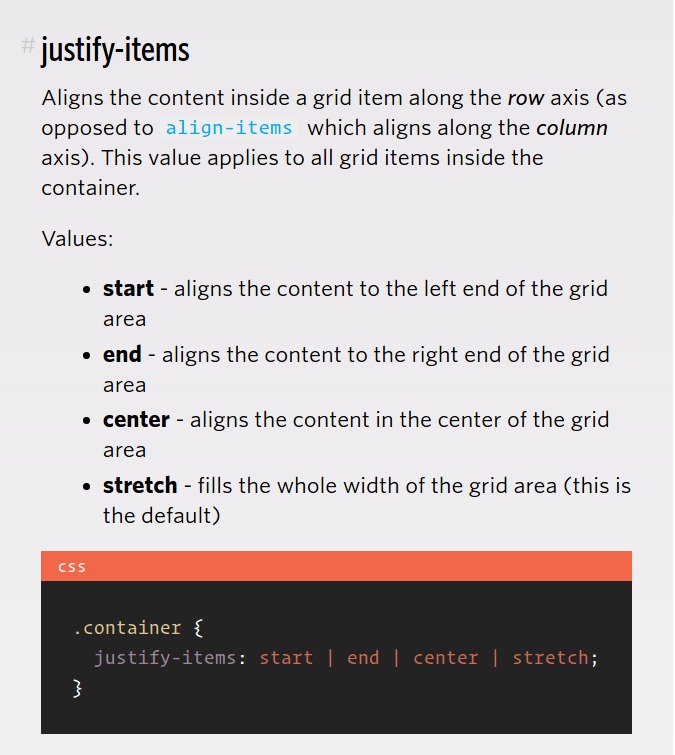 # justify-items
Aligns the content inside a grid item along the row axis (as
opposed to align-items which aligns along the column
axis). This value applies to all grid items inside the
container.
Values:
• start - aligns the content to the left end of the grid
area
• end - aligns the content to the right end of the grid
area
• center - aligns the content in the center of the grid
area
• stretch - fills the whole width of the grid area (this is
the default)
css
.container {
  justify-items: start | end | center | stretch;
}